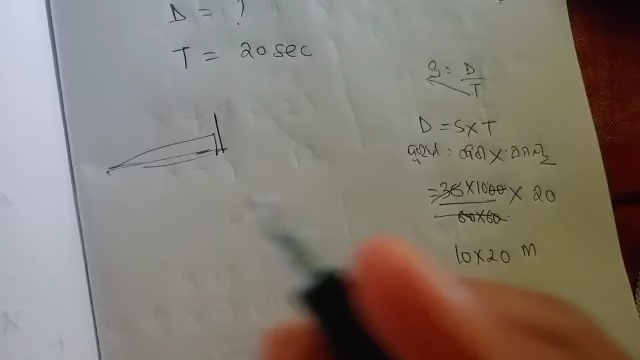 D = ?
T = 20 sec
S = D/T
D = S×T
= 36×1000/60×60 × 20
10×20 m